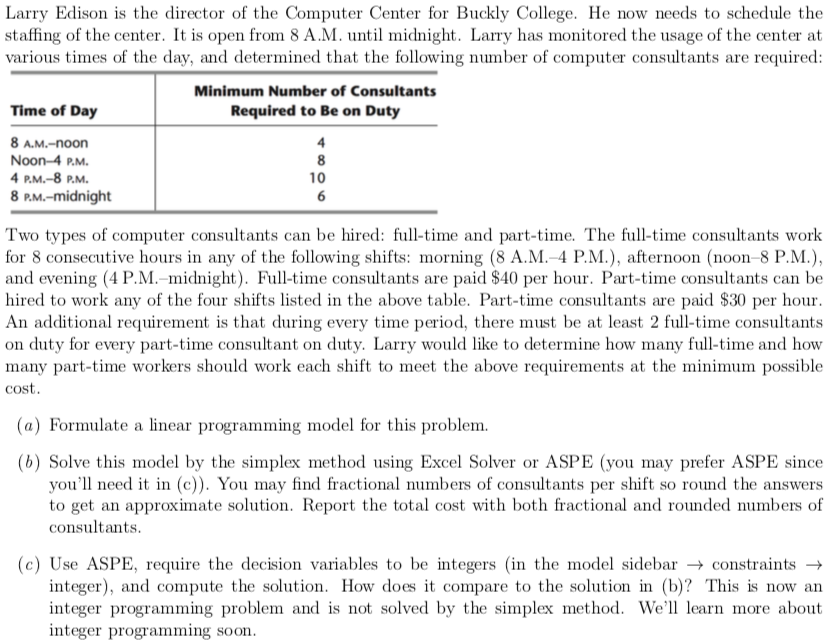 Larry Edison is the director of the Computer Center for Buckly College. He now needs to schedule the
staffing of the center. It is open from 8 A.M. until midnight. Larry has monitored the usage of the center at
various times of the day, and determined that the following number of computer consultants are required:
Minimum Number of Consultants
Time of Day Required to Be on Duty
8 A.M.–noon 4
Noon–4 P.M. 8
4 P.M.–8 P.M. 10
8 P.M.–midnight 6
Two types of computer consultants can be hired: full-time and part-time. The full-time consultants work
for 8 consecutive hours in any of the following shifts: morning (8 A.M.–4 P.M.), afternoon (noon–8 P.M.),
and evening (4 P.M.–midnight). Full-time consultants are paid $40 per hour. Part-time consultants can be
hired to work any of the four shifts listed in the above table. Part-time consultants are paid $30 per hour.
An additional requirement is that during every time period, there must be at least 2 full-time consultants
on duty for every part-time consultant on duty. Larry would like to determine how many full-time and how
many part-time workers should work each shift to meet the above requirements at the minimum possible
cost.
(a) Formulate a linear programming model for this problem.
(b) Solve this model by the simplex method using Excel Solver or ASPE (you may prefer ASPE since
you'll need it in (c)). You may find fractional numbers of consultants per shift so round the answers
to get an approximate solution. Report the total cost with both fractional and rounded numbers of
consultants.
(c) Use ASPE, require the decision variables to be integers (in the model sidebar → constraints →
integer), and compute the solution. How does it compare to the solution in (b)? This is now an
integer programming problem and is not solved by the simplex method. We'll learn more about
integer programming soon.